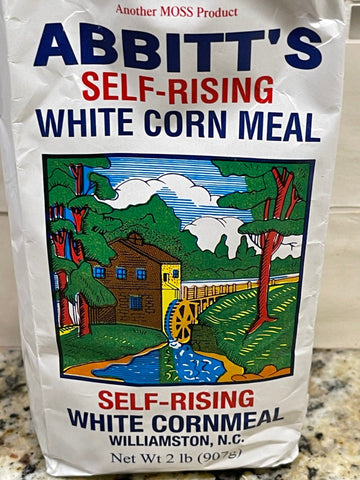 Another MOSS Product
ABBITT'S
SELF-RISING
WHITE CORN MEAL
SELF-RISING
WHITE CORNMEAL
WILLIAMSTON, N.C.
Net Wt 2 lb (907g)